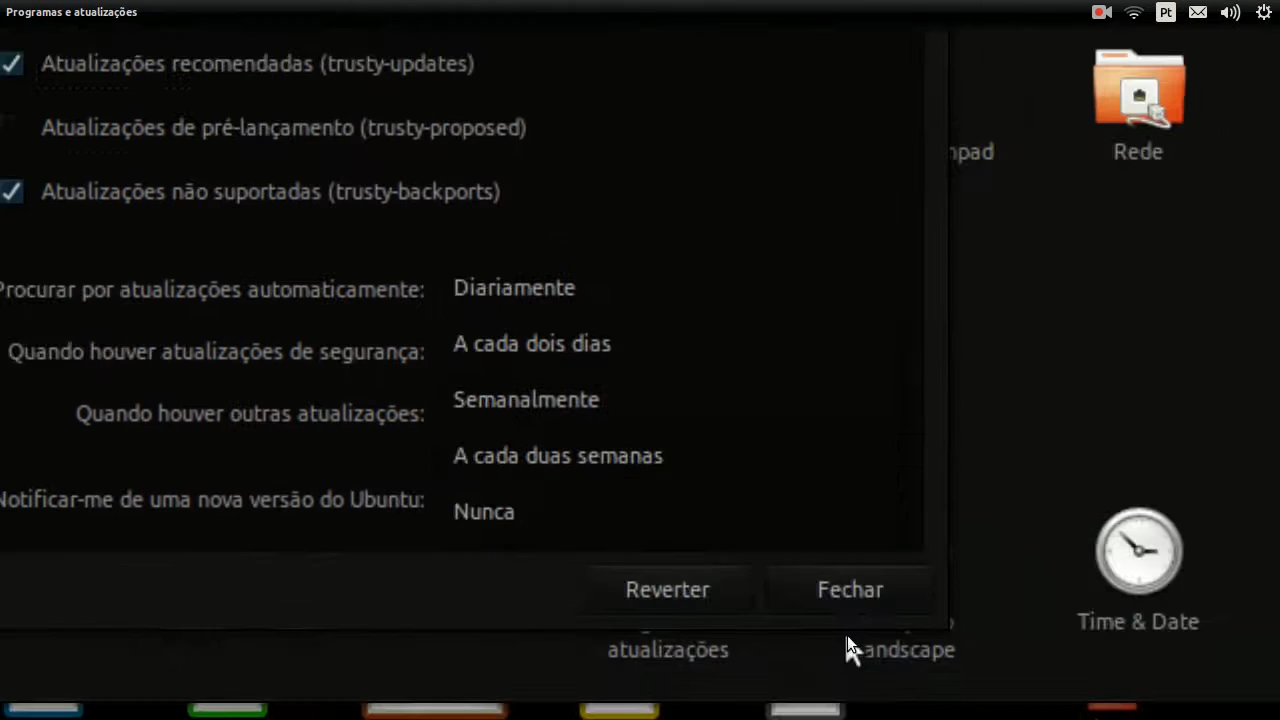 Programas e atualizações
Pt
Atualizações recomendadas (trusty-updates)
Atualizações de pré-lançamento (trusty-proposed)
Atualizações não suportadas (trusty-backports)
Procurar por atualizações automaticamente:
Quando houver atualizações de segurança:
Quando houver outras atualizações:
Notificar-me de uma nova versão do Ubuntu:
Diariamente
A cada dois dias
Semanalmente
A cada duas semanas
Nunca
Reverter
Fechar
npad
Rede
Time & Date
atualizações
andscape